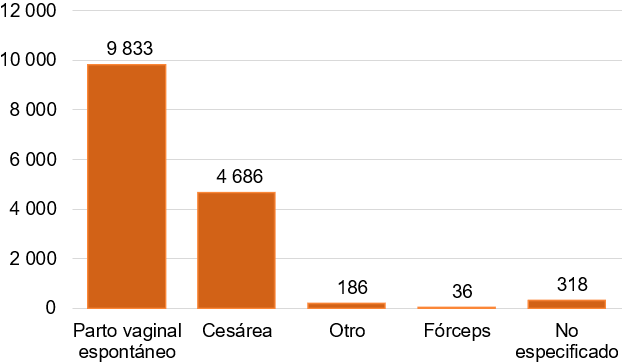 12 000
10 000
8 000
6 000
4 000
2 000
0
9 833
4 686
186
36
318
Parto vaginal
espontáneo
Cesárea
Otro
Fórceps
No
especificado